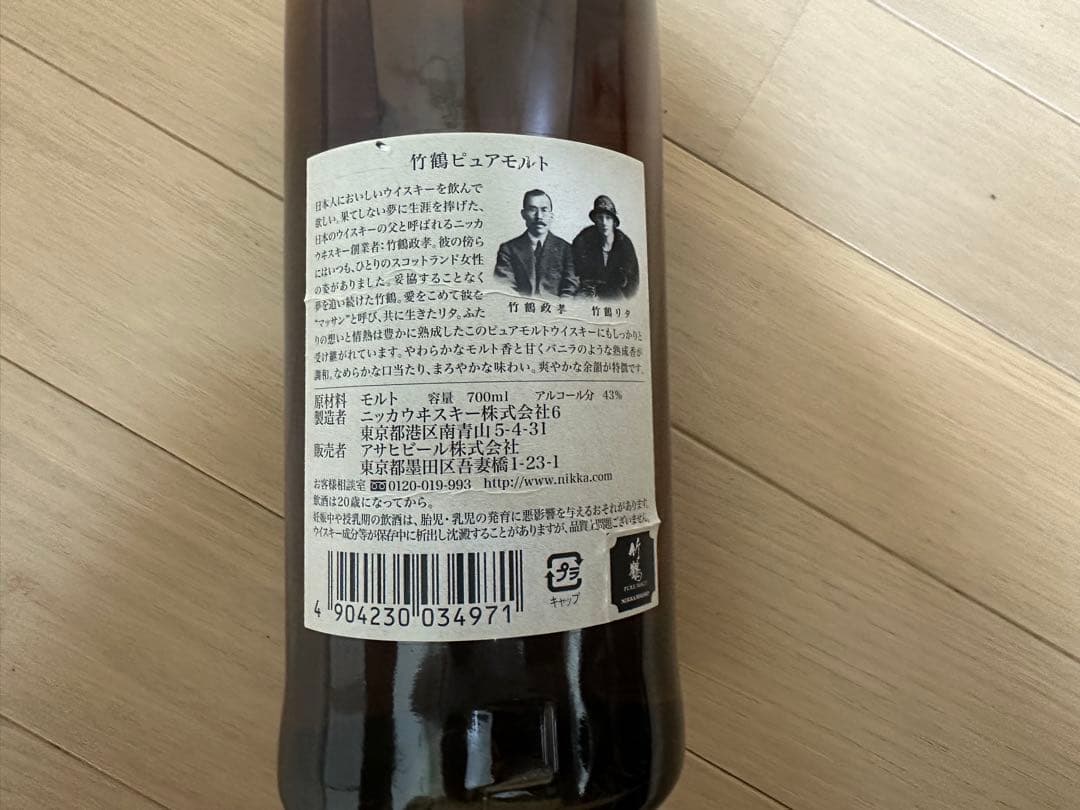 竹鶴ピュアモルト
日本人においしいウイスキーを飲んで
欲しい。果てしない夢に生涯を捧げた、
日本のウイスキーの父と呼ばれるニッカ
ウヰスキー創業者:竹鶴政孝。彼の傍ら
にはいつも、ひとりのスコットランド女性
の姿がありました。妥協することなく
夢を追い続けた竹鶴。愛をこめて彼を
“マッサン”と呼び、共に生きたリタ。ふた
りの想いと情熱は豊かに熟成したこのピュアモルトウイスキーにもしっかりと
受け継がれています。やわらかなモルト香と甘くバニラのような熟成香が
調和。なめらかな口当たり、まろやかな味わい。爽やかな余韻が特徴です。
竹鶴政孝 竹鶴リタ
原材料 モルト 容量 700ml アルコール分 43%
製造者 ニッカウヰスキー株式会社6
東京都港区南青山5-4-31
販売者 アサヒビール株式会社
東京都墨田区吾妻橋1-23-1
お客様相談室 0120-019-993 http://www.nikka.com
飲酒は20歳になってから。
妊娠中や授乳期の飲酒は、胎児・乳児の発育に悪影響を与えるおそれがあります。
ウイスキー成分等が保存中に析出し沈澱することがありますが、品質上問題ございません。
4 904230 034971
プラ
キャップ
竹鶴
PURE MALT
NIKKA WHISKY